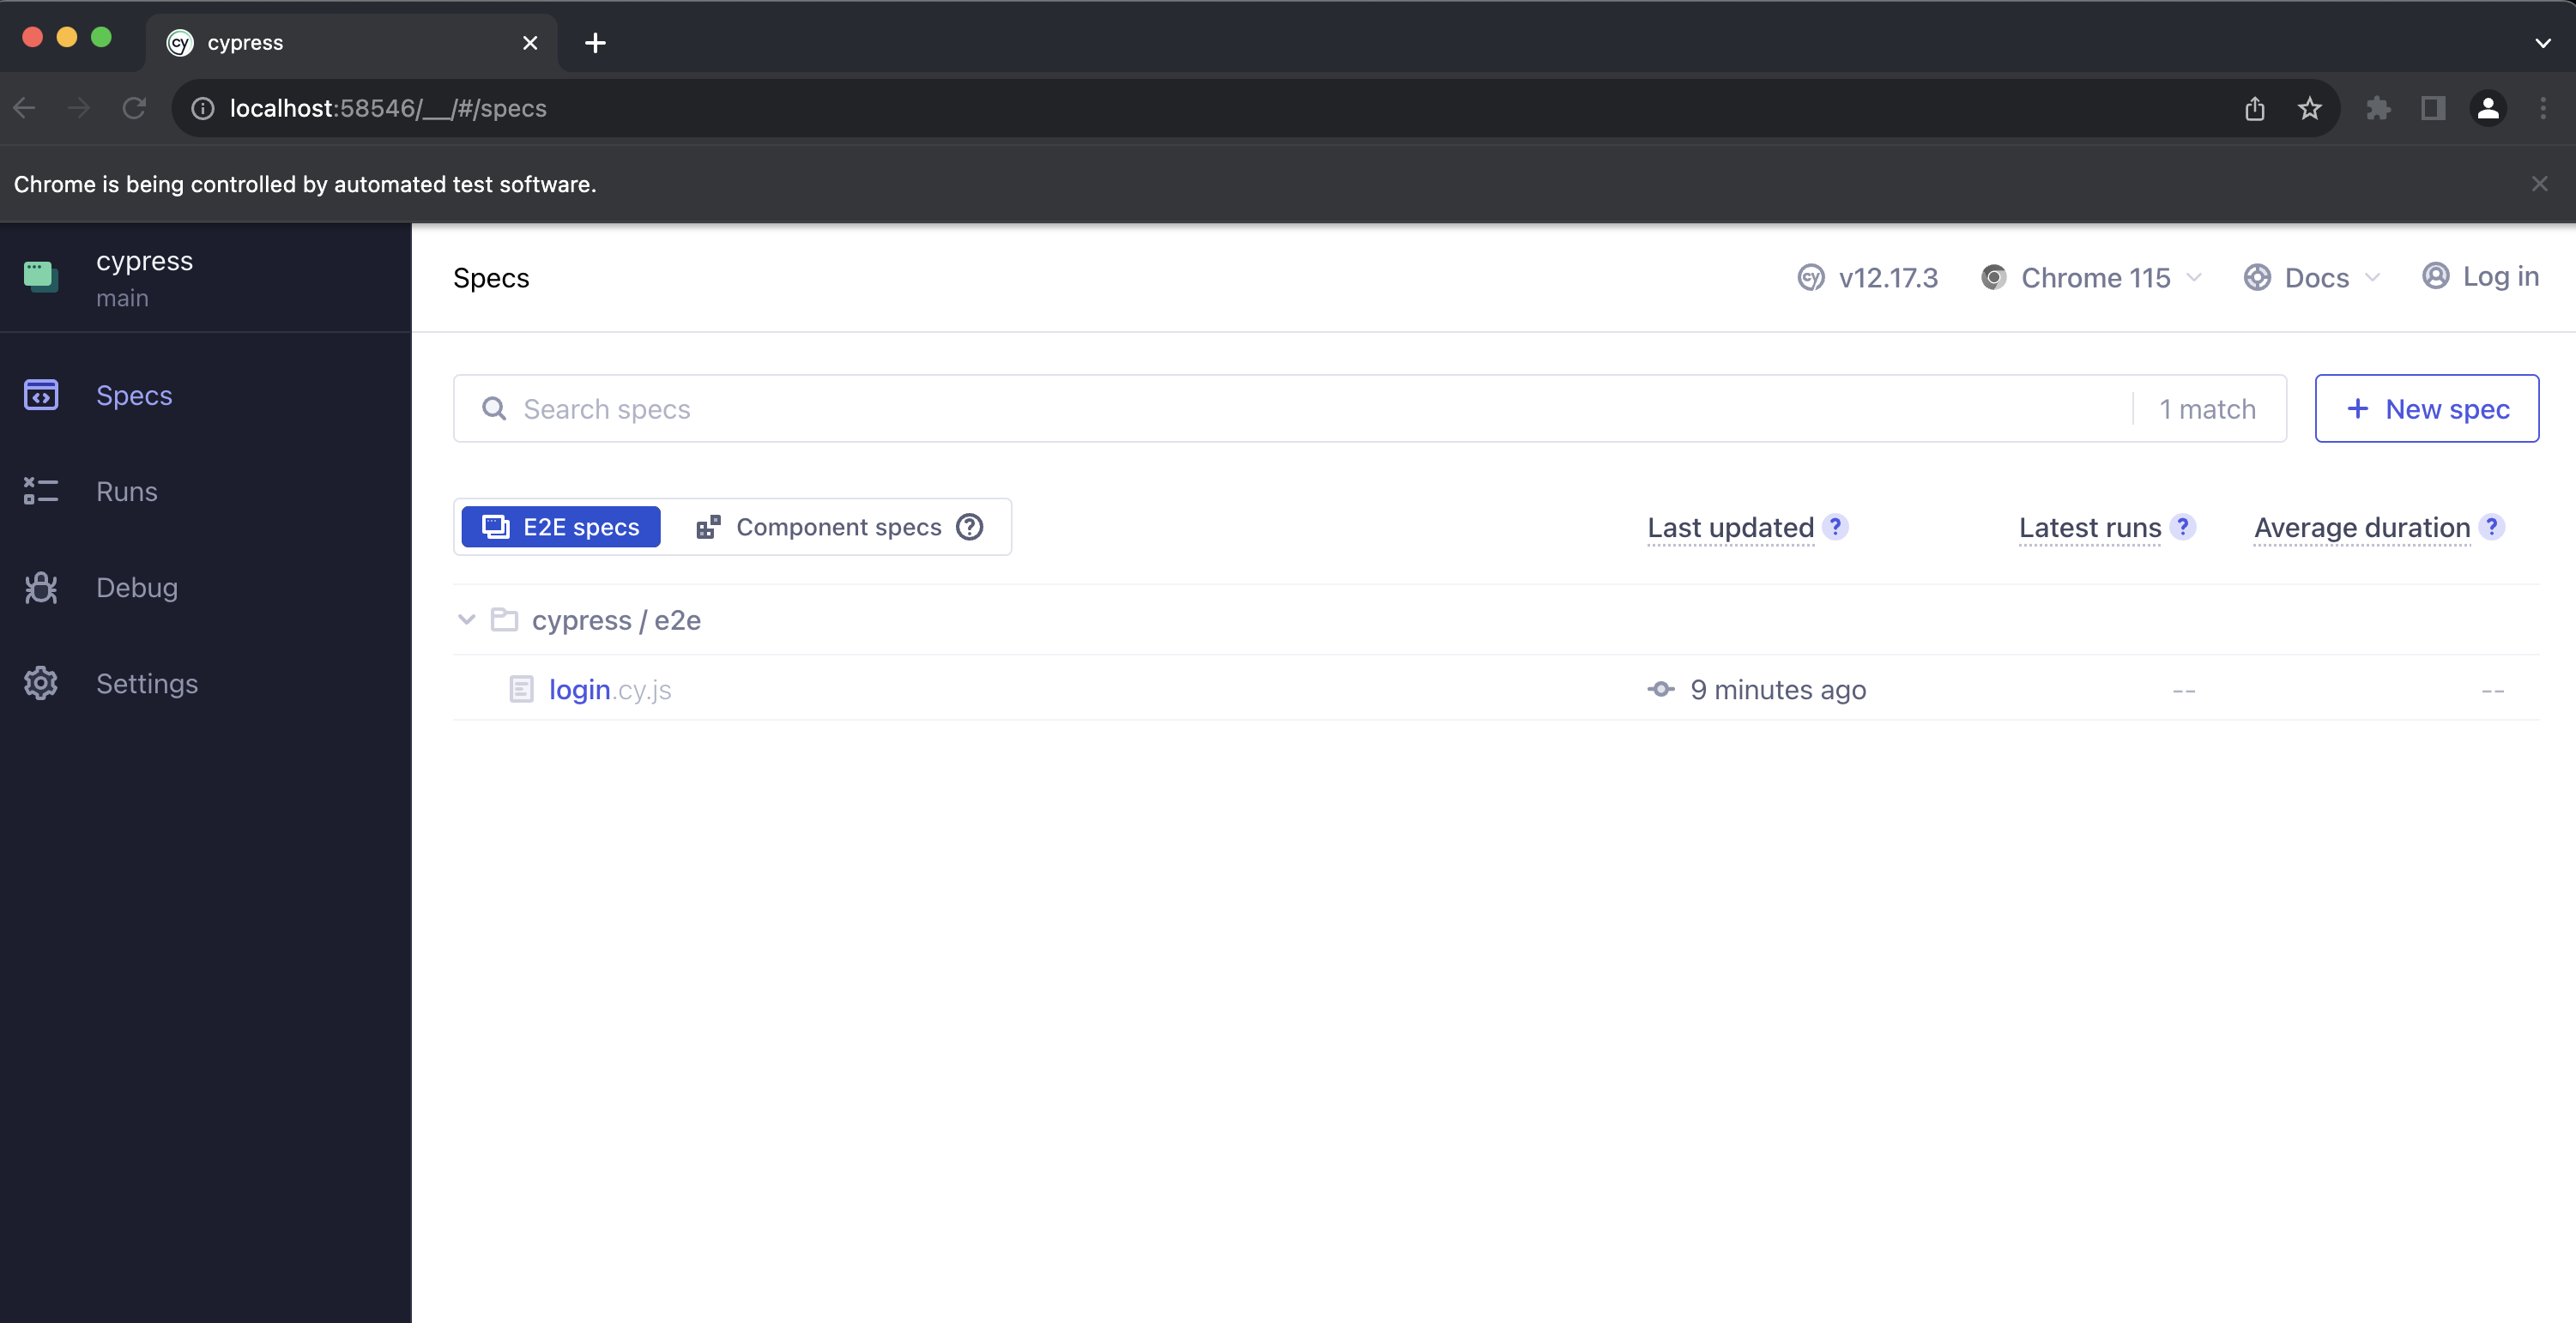 cypress
localhost:58546/__/#/specs
Chrome is being controlled by automated test software.
cypress
main
Specs
Runs
Debug
Settings
Specs
v12.17.3
Chrome 115
Docs
Log in
Search specs
1 match
New spec
E2E specs
Component specs
Last updated ?
Latest runs ?
Average duration ?
cypress / e2e
login.cy.js
9 minutes ago
--
--